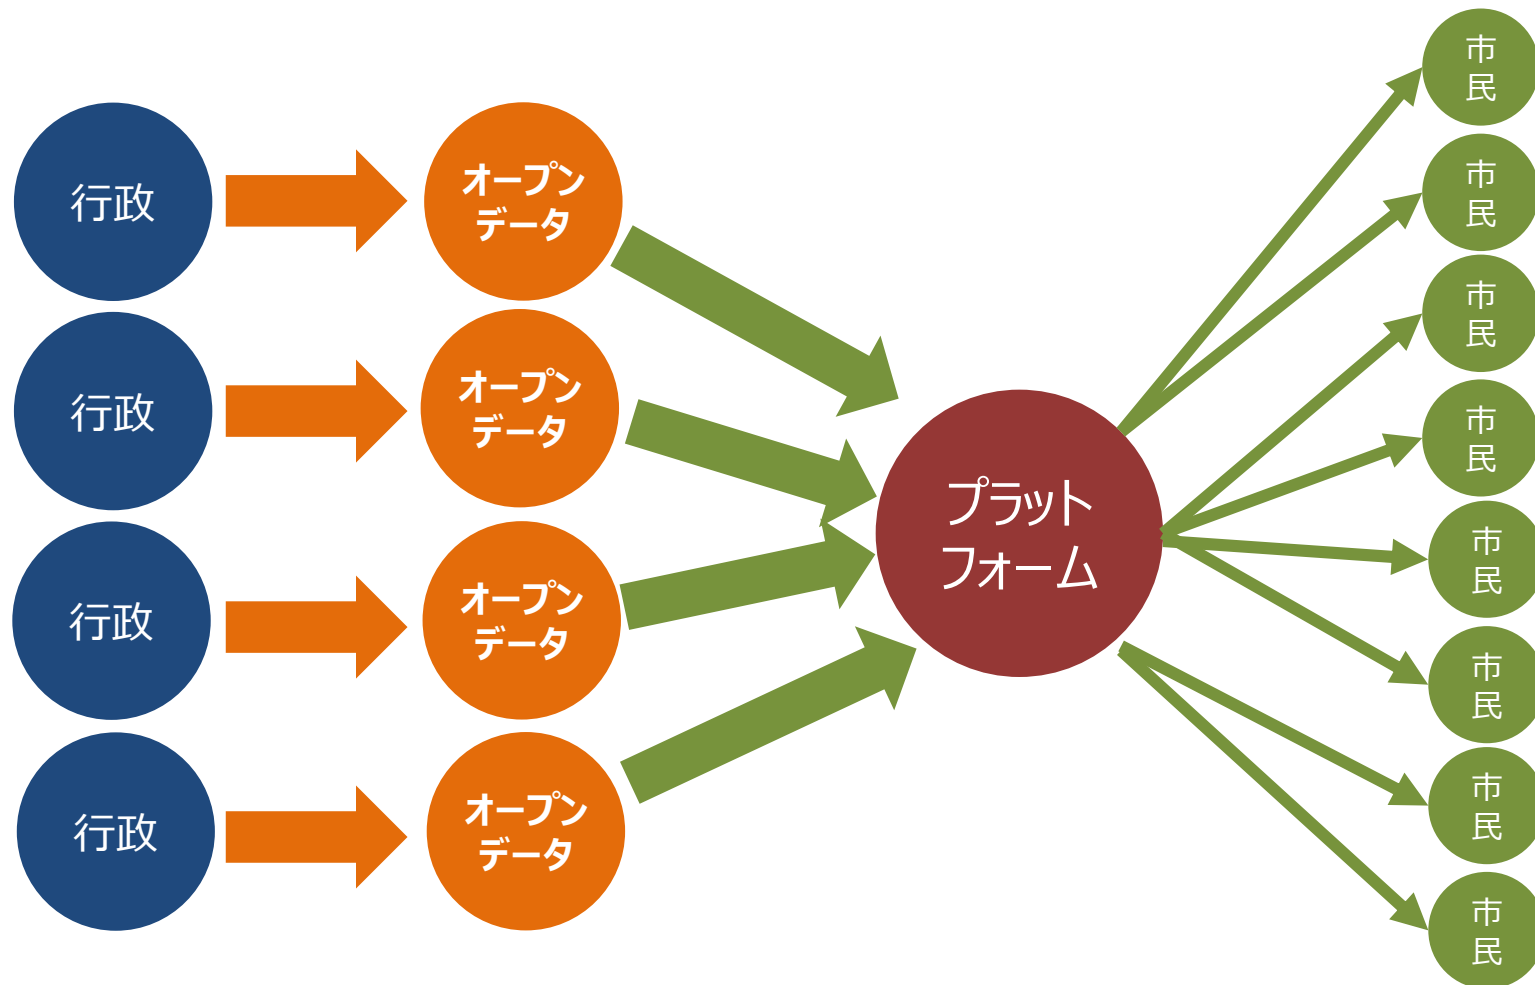 行政
オープン
データ
行政
オープン
データ
行政
オープン
データ
行政
オープン
データ
プラット
フォーム
市
民
市
民
市
民
市
民
市
民
市
民
市
民
市
民